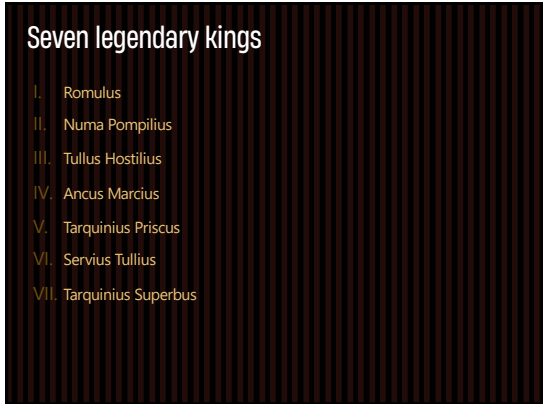 Seven legendary kings
I. Romulus
II. Numa Pompilius
III. Tullus Hostilius
IV. Ancus Marcius
V. Tarquinius Priscus
VI. Servius Tullius
VII. Tarquinius Superbus